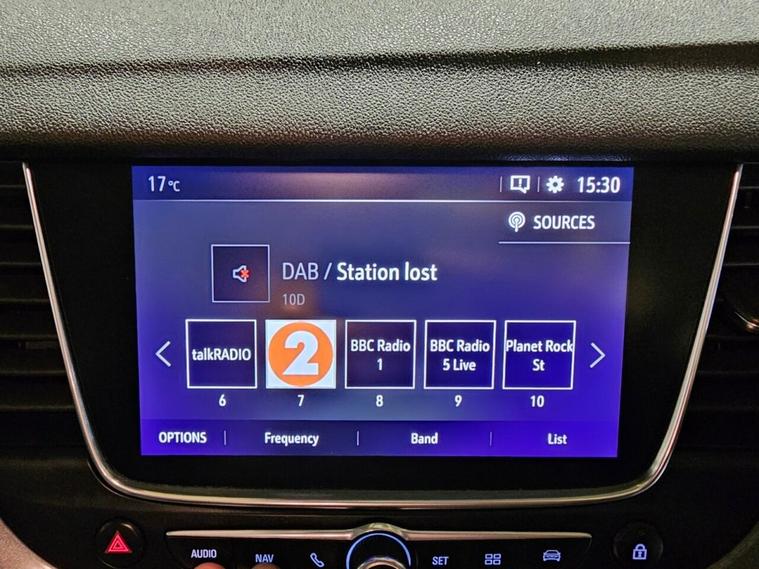 17°C
15:30
SOURCES
DAB / Station lost
10D
talkRADIO
2
BBC Radio
1
BBC Radio
5 Live
Planet Rock
St
6 7 8 9 10
OPTIONS Frequency Band List
AUDIO NAV SET